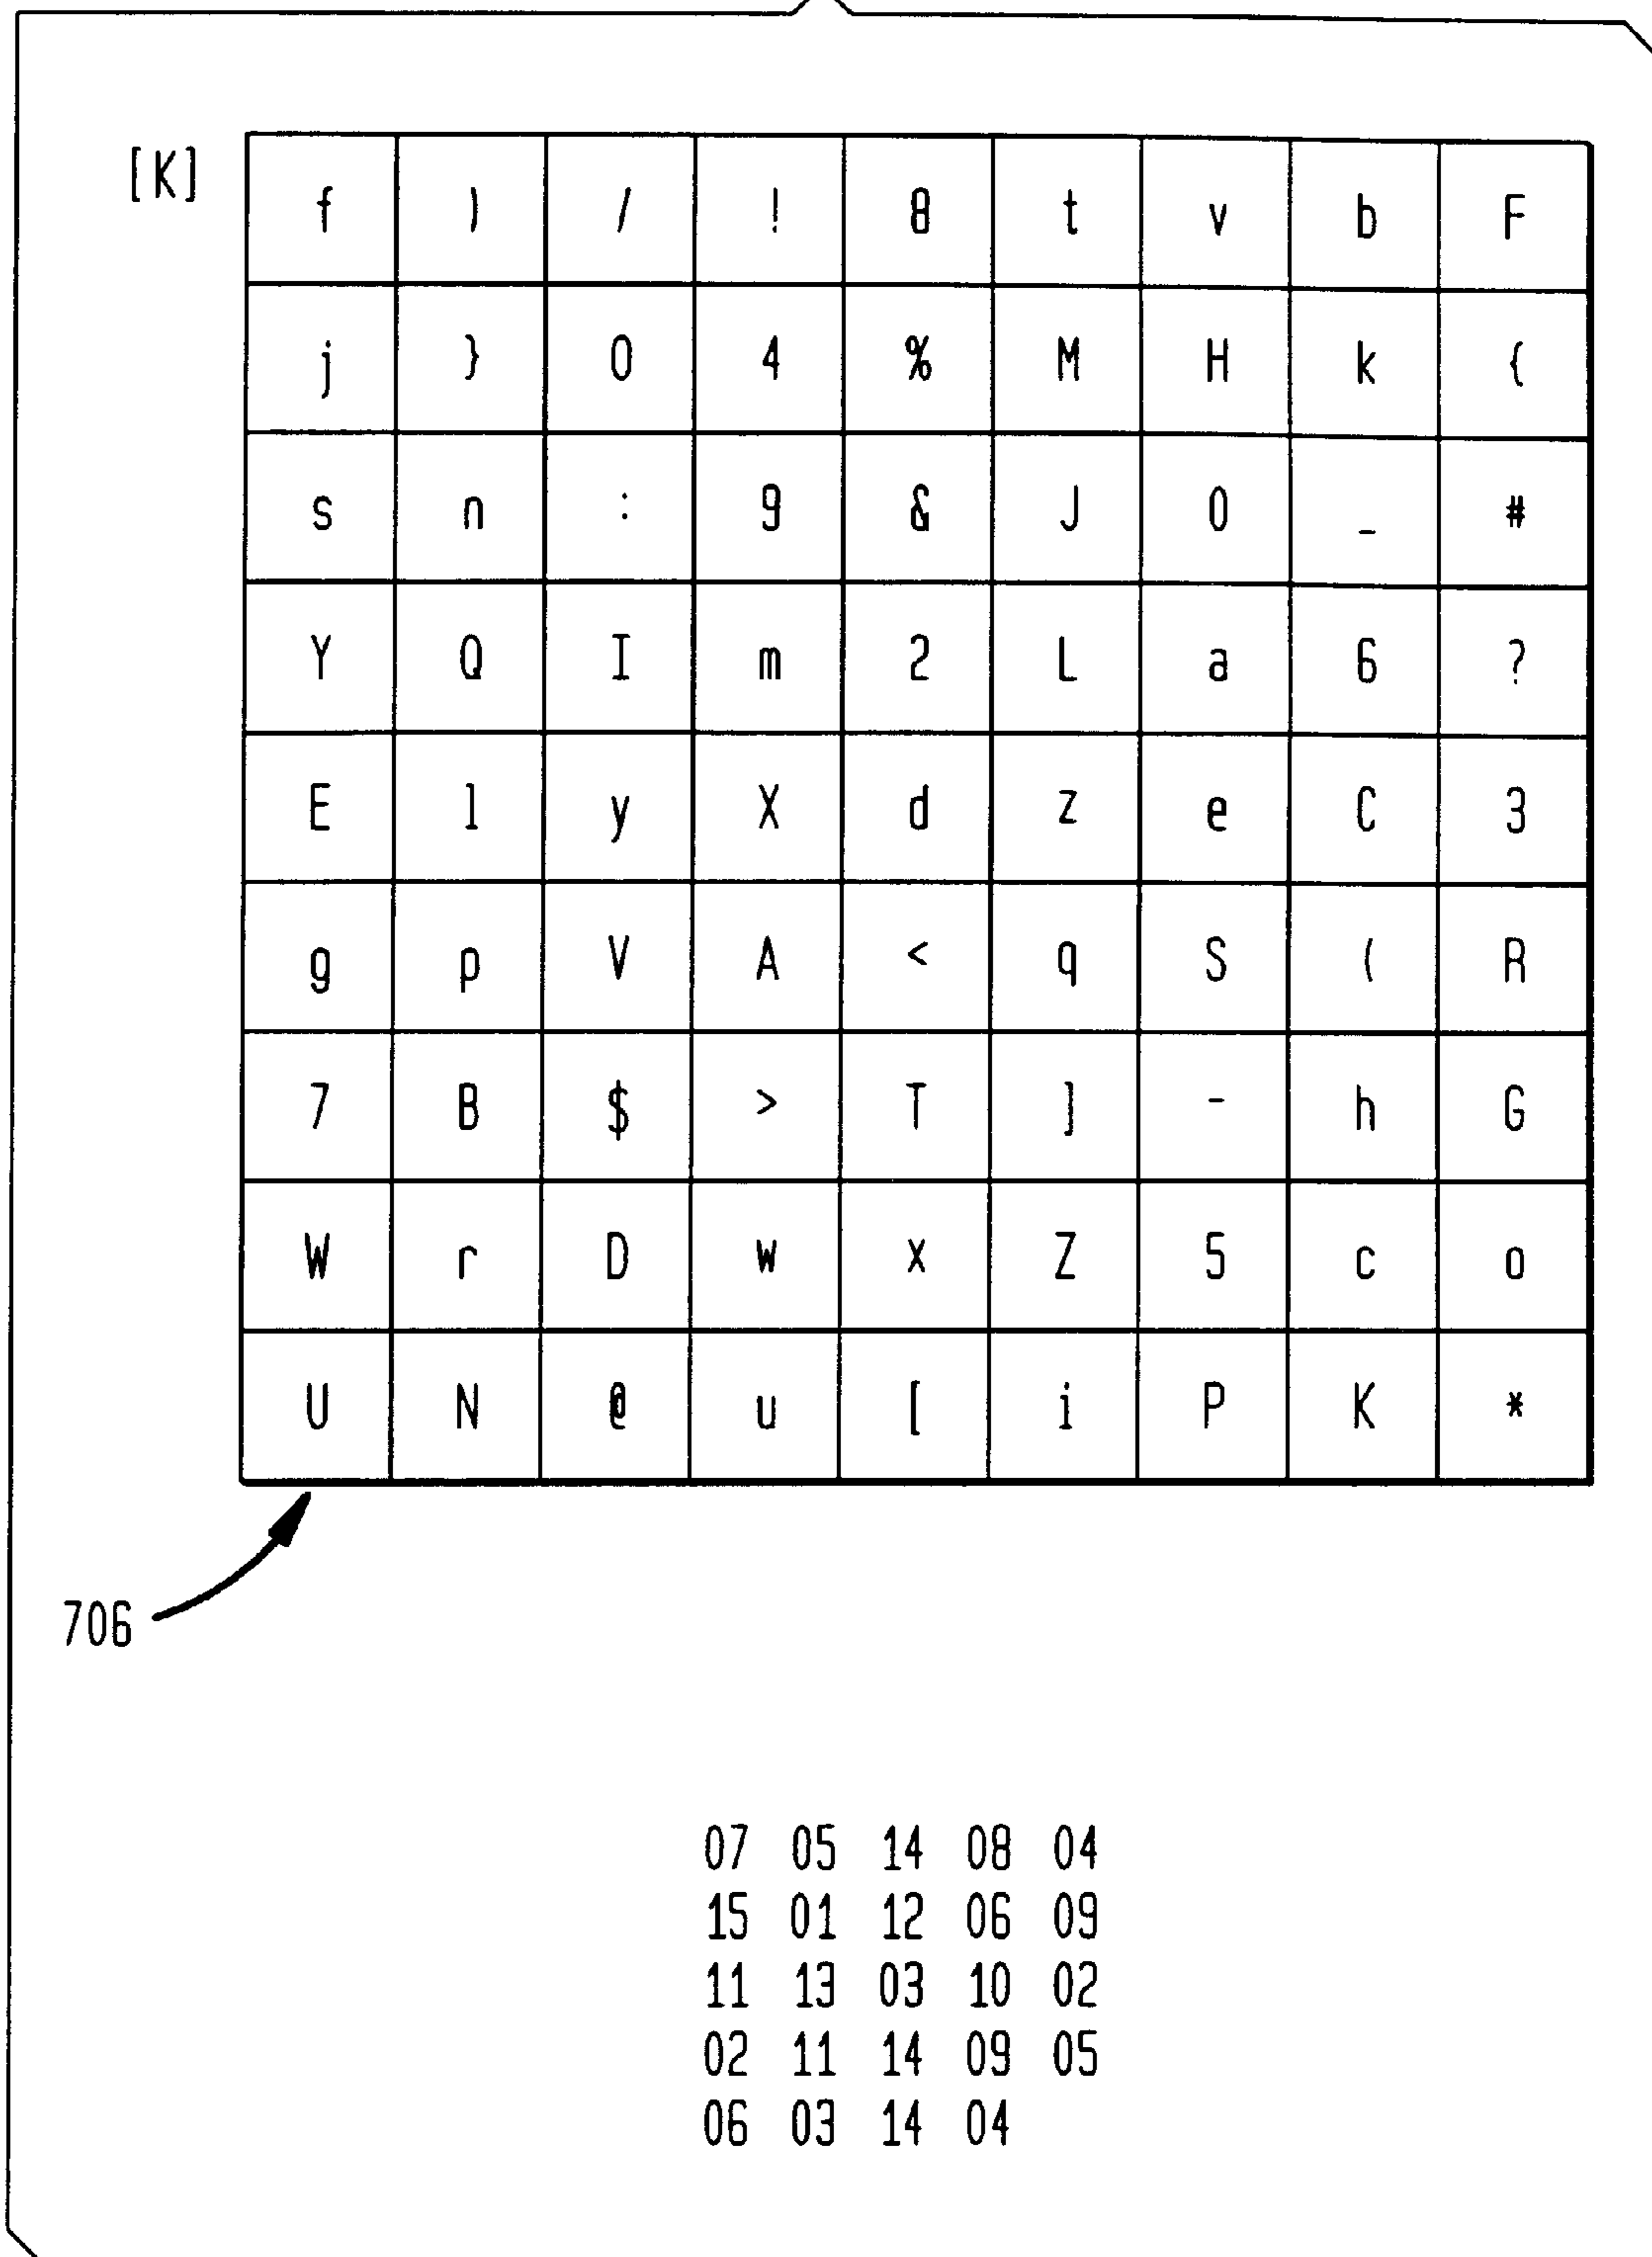 [K]
f ) / ! 8 t v b F
j } 0 4 % M H k {
s n : 9 & J 0 _ #
Y Q I m 2 L a 6 ?
E l y X d z e C 3
g p V A < q S ( R
7 B $ > T ] - h G
W r D w x Z 5 c o
U N @ u [ i P K *
706
07 05 14 08 04
15 01 12 06 09
11 13 03 10 02
02 11 14 09 05
06 03 14 04